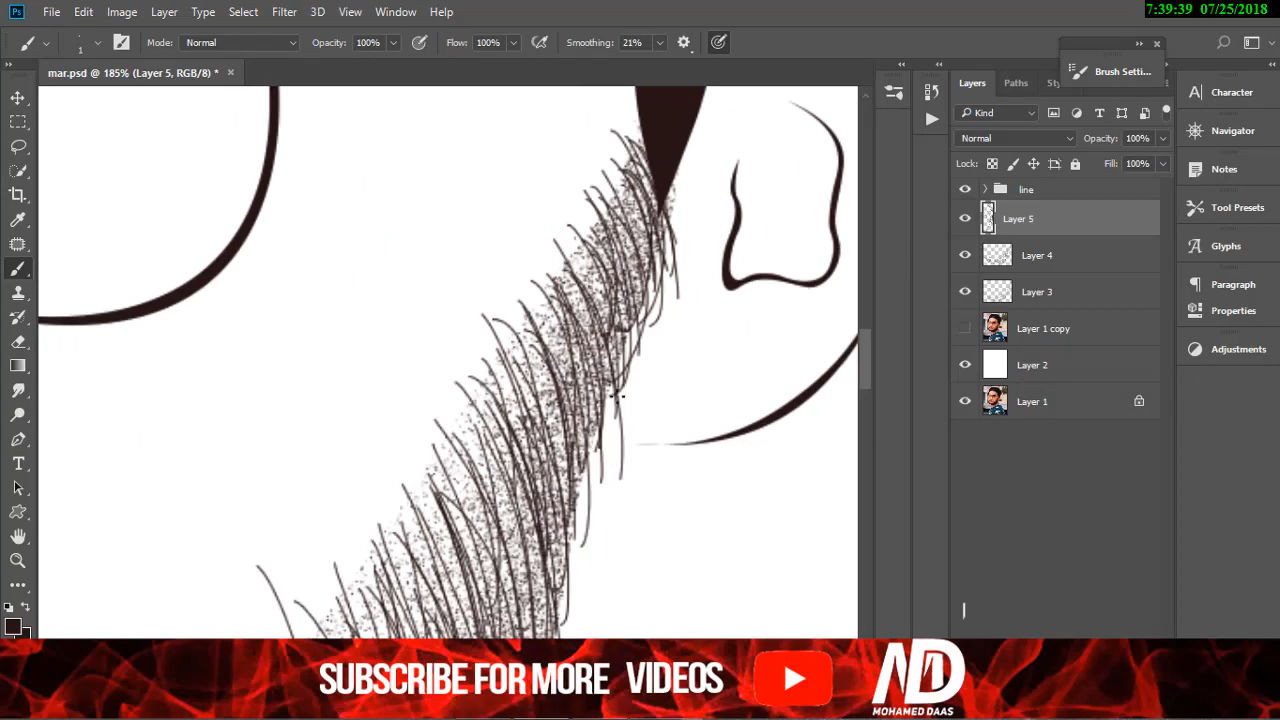 7:39:39 07/25/2018
Ps File Edit Image Layer Type Select Filter 3D View Window Help
1 Mode: Normal Opacity: 100% Flow: 100% Smoothing: 21%
Brush Setti...
mar.psd @ 185% (Layer 5, RGB/8) * ×
Layers Paths Sty
Character
Kind
Navigator
Normal Opacity: 100%
Lock: Fill: 100%
Notes
line
Tool Presets
Layer 5
Glyphs
Layer 4
Paragraph
Layer 3
Properties
Layer 1 copy
Adjustments
Layer 2
Layer 1
SUBSCRIBE FOR MORE VIDEOS
MOHAMED DAAS